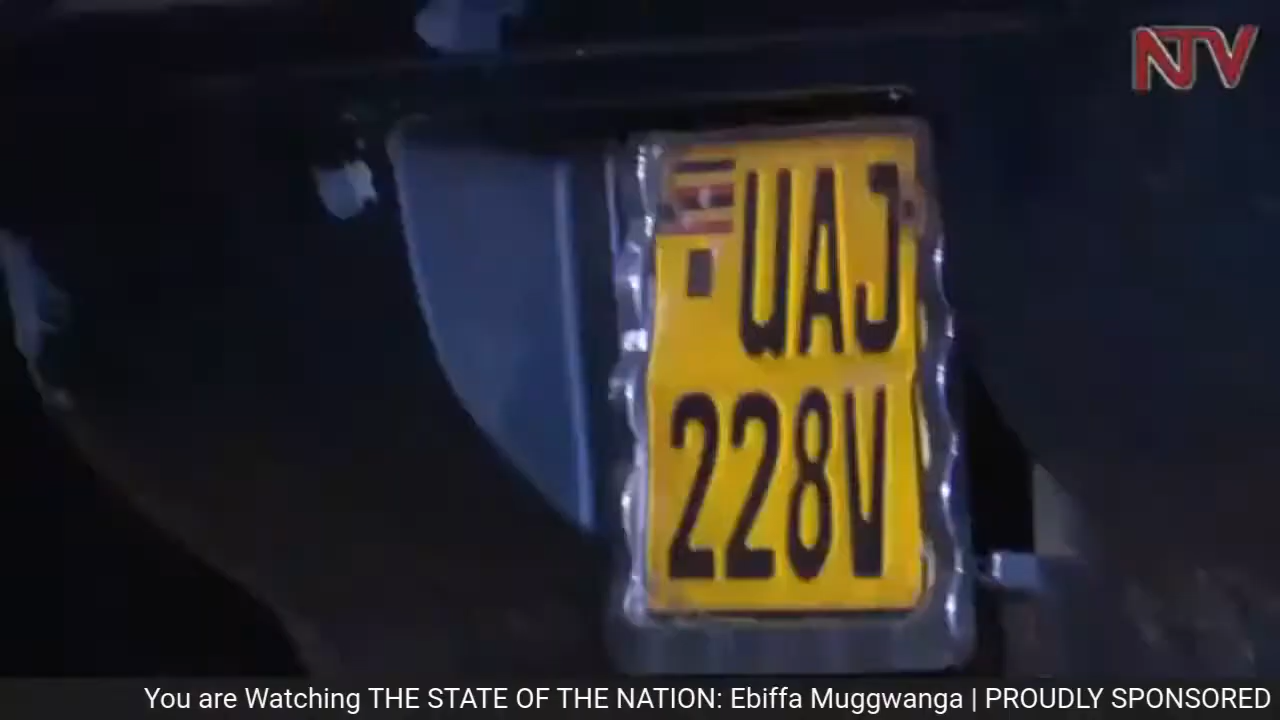 NTV
UAJ
228V
You are Watching THE STATE OF THE NATION: Ebiffa Muggwanga | PROUDLY SPONSORED